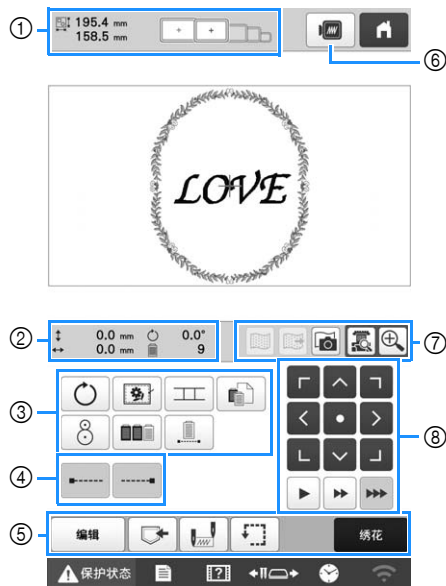 ① 195.4 mm
158.5 mm
⑥
LOVE
② 0.0 mm 0.0°
0.0 mm 9
⑦
③
⑧
④
⑤ 编辑 绣花
保护状态